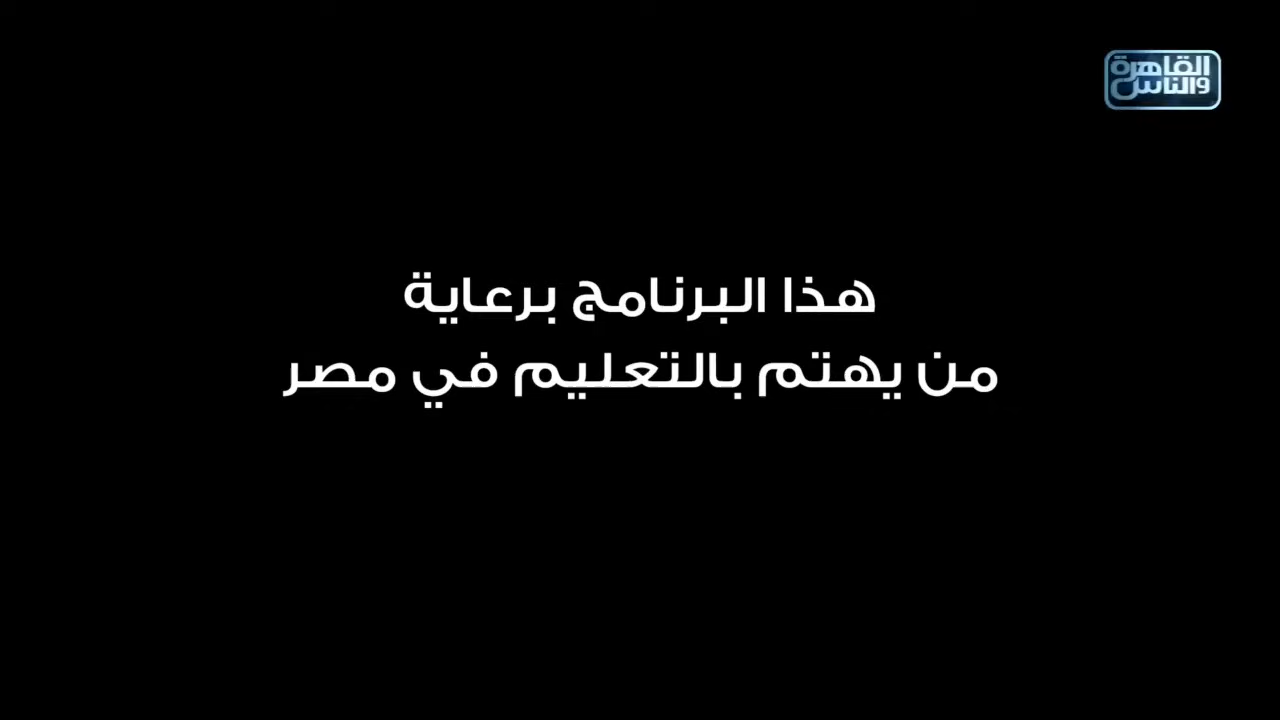 القاهرة
والناس
هذا البرنامج برعاية
من يهتم بالتعليم في مصر